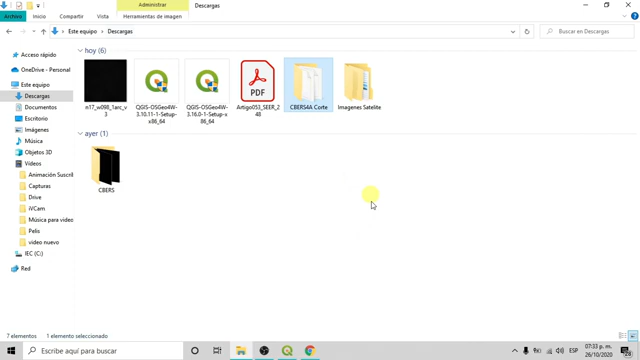 Administrar
Descargas
Archivo
Inicio
Compartir
Vista
Herramientas de imagen
Este equipo
Descargas
Buscar en Descargas
Acceso rápido
OneDrive - Personal
Este equipo
Descargas
Documentos
Escritorio
Imágenes
Música
Objetos 3D
Vídeos
Animación Suscrib
Capturas
Drive
iVCam
Música para video
Pelis
video nuevo
IEC (C:)
Red
hoy (6)
n17_w098_1arc_v
3
QGIS-OSGeo4W-
3.10.11-1-Setup-
x86_64
QGIS-OSGeo4W-
3.16.0-1-Setup-x
86_64
PDF
Artigo053_SEER_2
48
CBERS4A Corte
Imagenes Satelite
ayer (1)
CBERS
7 elementos
1 elemento seleccionado
Escribe aquí para buscar
ESP
07:33 p. m.
26/10/2020